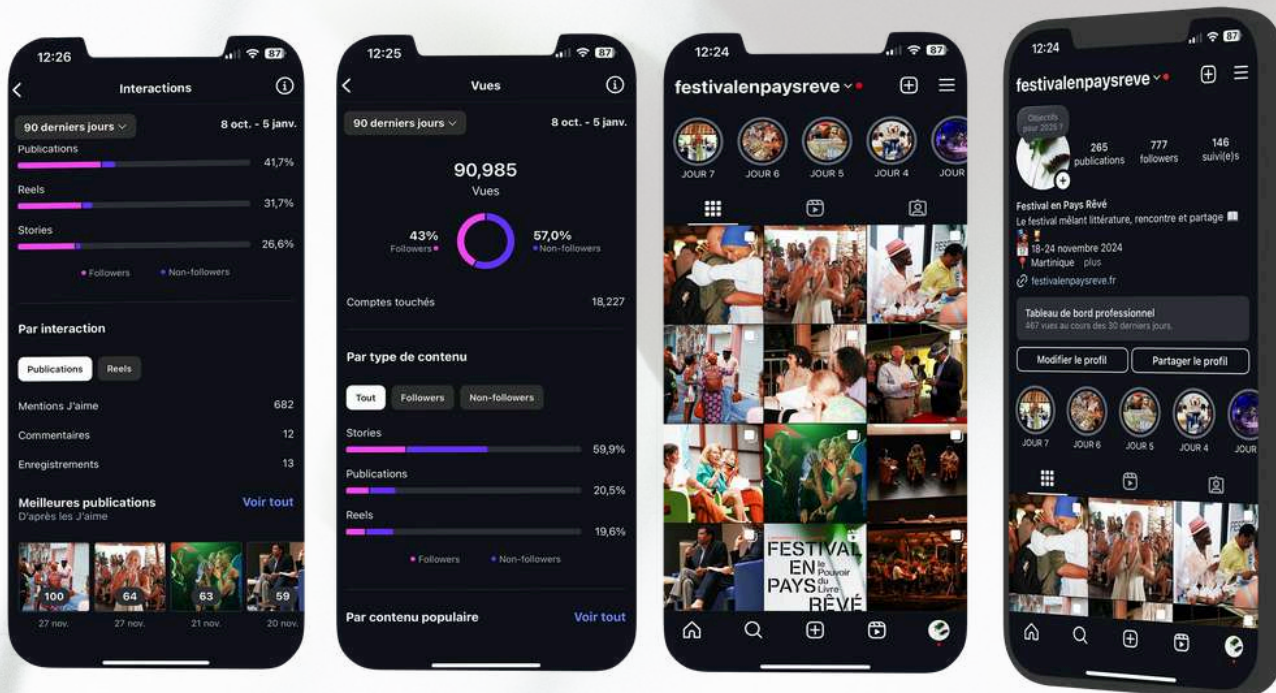 12:26
87
Interactions
90 derniers jours
8 oct. - 5 janv.
Publications
41,7%
Reels
31,7%
Stories
26,6%
Followers
Non-followers
Par interaction
Publications
Reels
Mentions J'aime
682
Commentaires
12
Enregistrements
13
Meilleures publications
Voir tout
D'après les J'aime
100
64
63
59
27 nov.
27 nov.
21 nov.
20 nov.
12:25
87
Vues
90 derniers jours
8 oct. - 5 janv.
90,985
Vues
43%
Followers
57,0%
Non-followers
Comptes touchés
18,227
Par type de contenu
Tout
Followers
Non-followers
Stories
59,9%
Publications
20,5%
Reels
19,6%
Followers
Non-followers
Par contenu populaire
Voir tout
12:24
87
festivalenpaysreve
JOUR 7
JOUR 6
JOUR 5
JOUR 4
JOUR
FESTIVAL
EN
le
Pouvoir
PAYS
du
Livre
RÊVÉ
12:24
87
festivalenpaysreve
Objectifs
pour 2025 ?
265
publications
777
followers
146
suivi(e)s
Festival en Pays Rêvé
Le festival mêlant littérature, rencontre et partage
18-24 novembre 2024
Martinique plus
festivalenpaysreve.fr
Tableau de bord professionnel
467 vues au cours des 30 derniers jours.
Modifier le profil
Partager le profil
JOUR 7
JOUR 6
JOUR 5
JOUR 4
JOUR